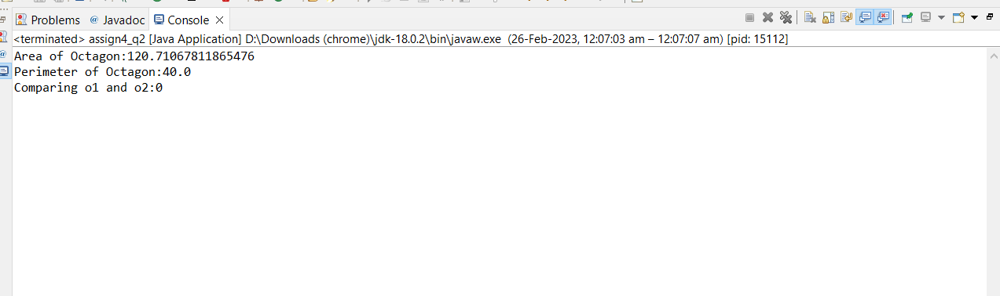 Problems @ Javadoc Console
<terminated> assign4_q2 [Java Application] D:\Downloads (chrome)\jdk-18.0.2\bin\javaw.exe (26-Feb-2023, 12:07:03 am – 12:07:07 am) [pid: 15112]
Area of Octagon:120.71067811865476
Perimeter of Octagon:40.0
Comparing o1 and o2:0